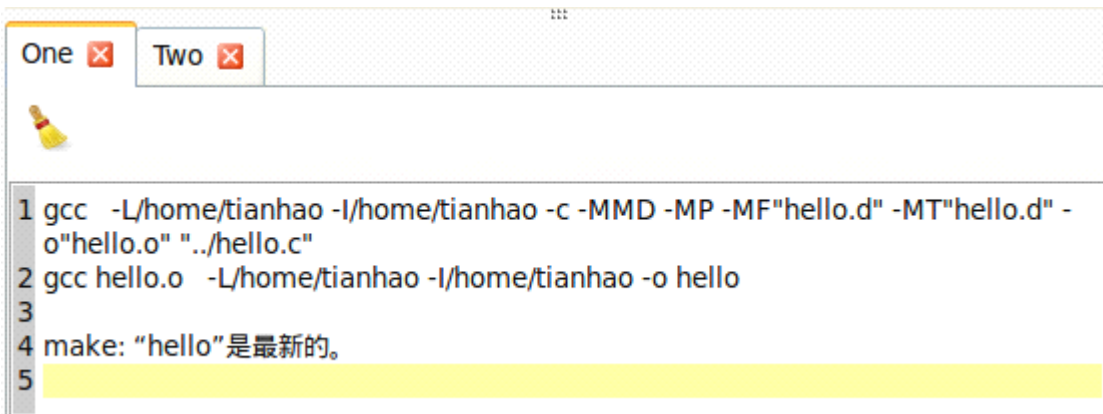 One
Two
1 gcc   -L/home/tianhao -I/home/tianhao -c -MMD -MP -MF"hello.d" -MT"hello.d" -
o"hello.o" "../hello.c"
2 gcc hello.o   -L/home/tianhao -I/home/tianhao -o hello
3
4 make: “hello”是最新的。
5